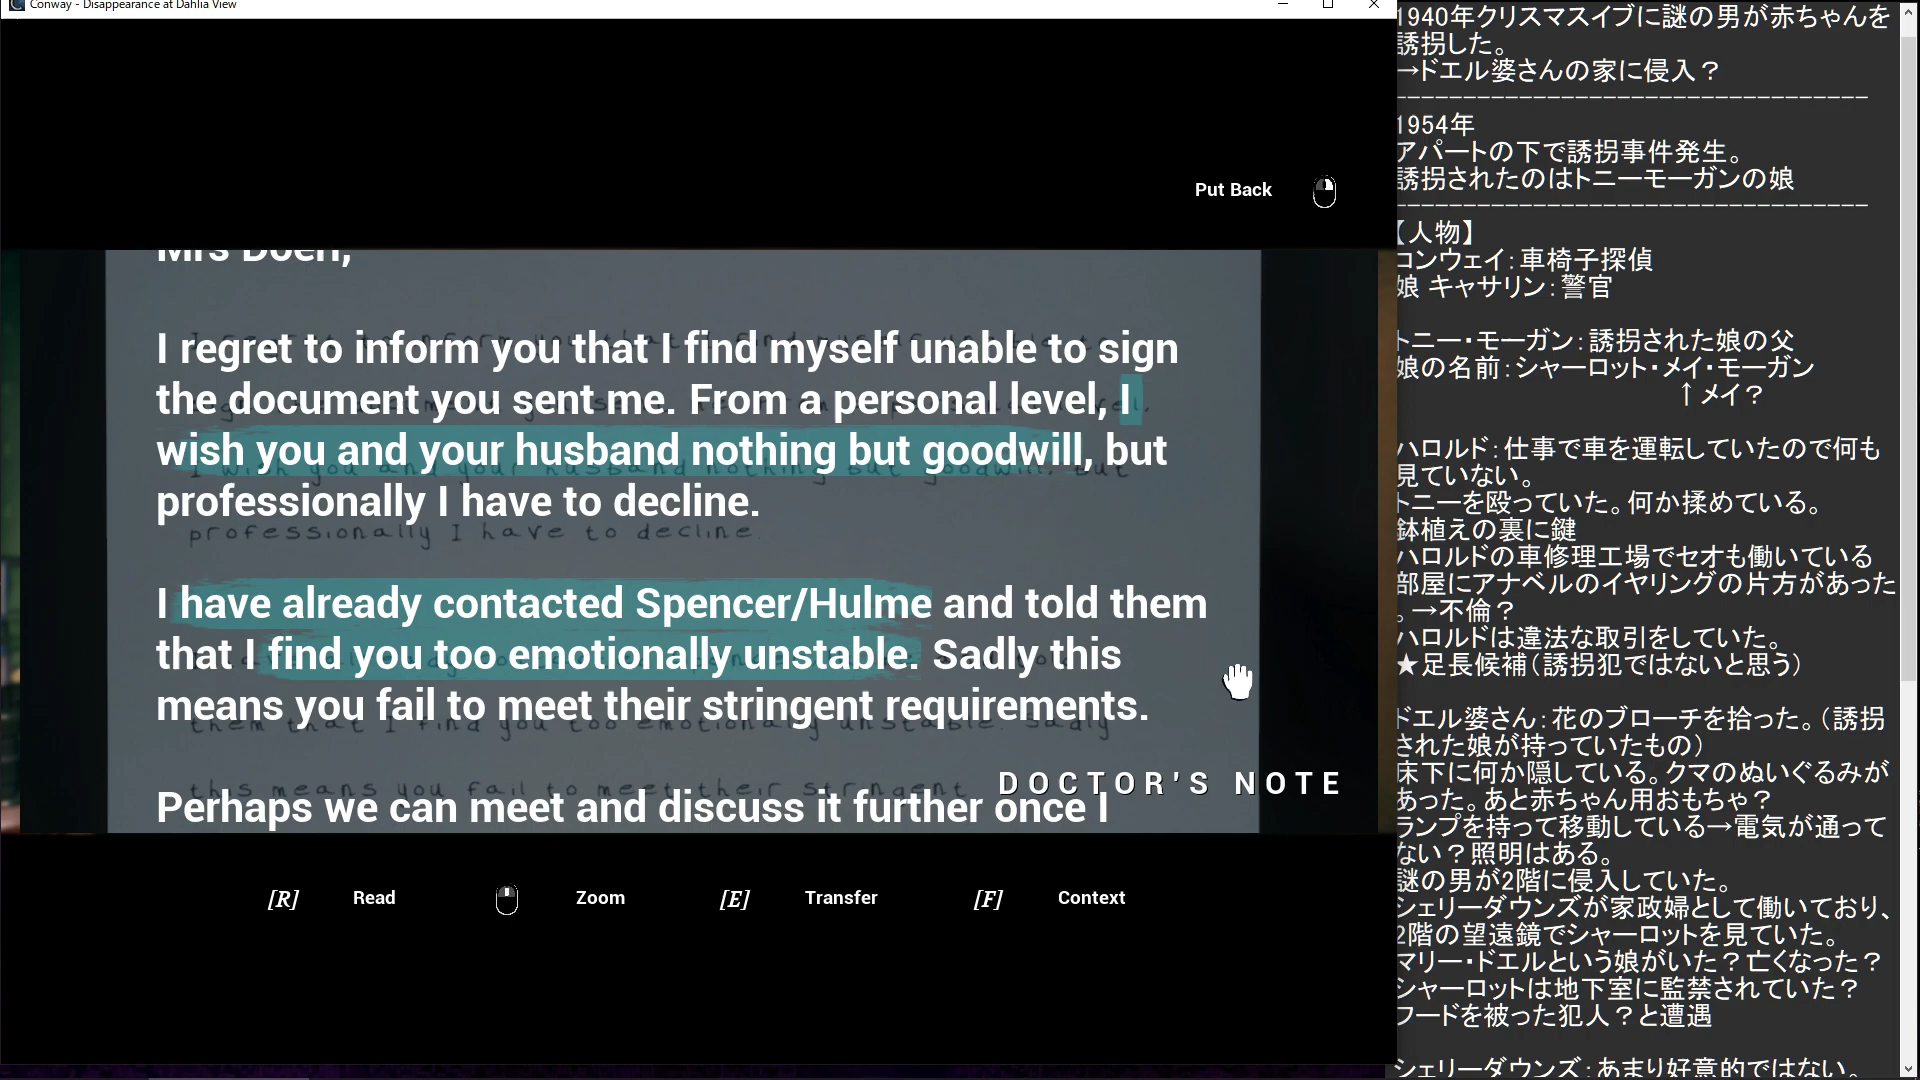 Conway - Disappearance at Dahlia View
Put Back
Mrs Doerr,
I regret to inform you that I find myself unable to sign
the document you sent me. From a personal level, I
wish you and your husband nothing but goodwill, but
professionally I have to decline.
professionally I have to decline.
I have already contacted Spencer/Hulme and told them
that I find you too emotionally unstable. Sadly this
means you fail to meet their stringent requirements.
them that I find you too emotionally unstable. Sadly
this means you fail to meet their stringent
Perhaps we can meet and discuss it further once I
DOCTOR'S NOTE
[R] Read Zoom [E] Transfer [F] Context
1940年クリスマスイブに謎の男が赤ちゃんを
誘拐した。
→ドエル婆さんの家に侵入?
-----------------------------------
1954年
アパートの下で誘拐事件発生。
誘拐されたのはトニーモーガンの娘
-----------------------------------
【人物】
コンウェイ:車椅子探偵
娘 キャサリン:警官
トニー・モーガン:誘拐された娘の父
娘の名前:シャーロット・メイ・モーガン
↑メイ?
ハロルド:仕事で車を運転していたので何も
見ていない。
トニーを殴っていた。何か揉めている。
鉢植えの裏に鍵
ハロルドの車修理工場でセオも働いている
部屋にアナベルのイヤリングの片方があった
。→不倫?
ハロルドは違法な取引をしていた。
★足長候補(誘拐犯ではないと思う)
ドエル婆さん:花のブローチを拾った。(誘拐
された娘が持っていたもの)
床下に何か隠している。クマのぬいぐるみが
あった。あと赤ちゃん用おもちゃ?
ランプを持って移動している→電気が通って
ない?照明はある。
謎の男が2階に侵入していた。
シェリーダウンズが家政婦として働いており、
2階の望遠鏡でシャーロットを見ていた。
マリー・ドエルという娘がいた?亡くなった?
シャーロットは地下室に監禁されていた?
フードを被った犯人?と遭遇
シェリーダウンズ:あまり好意的ではない。